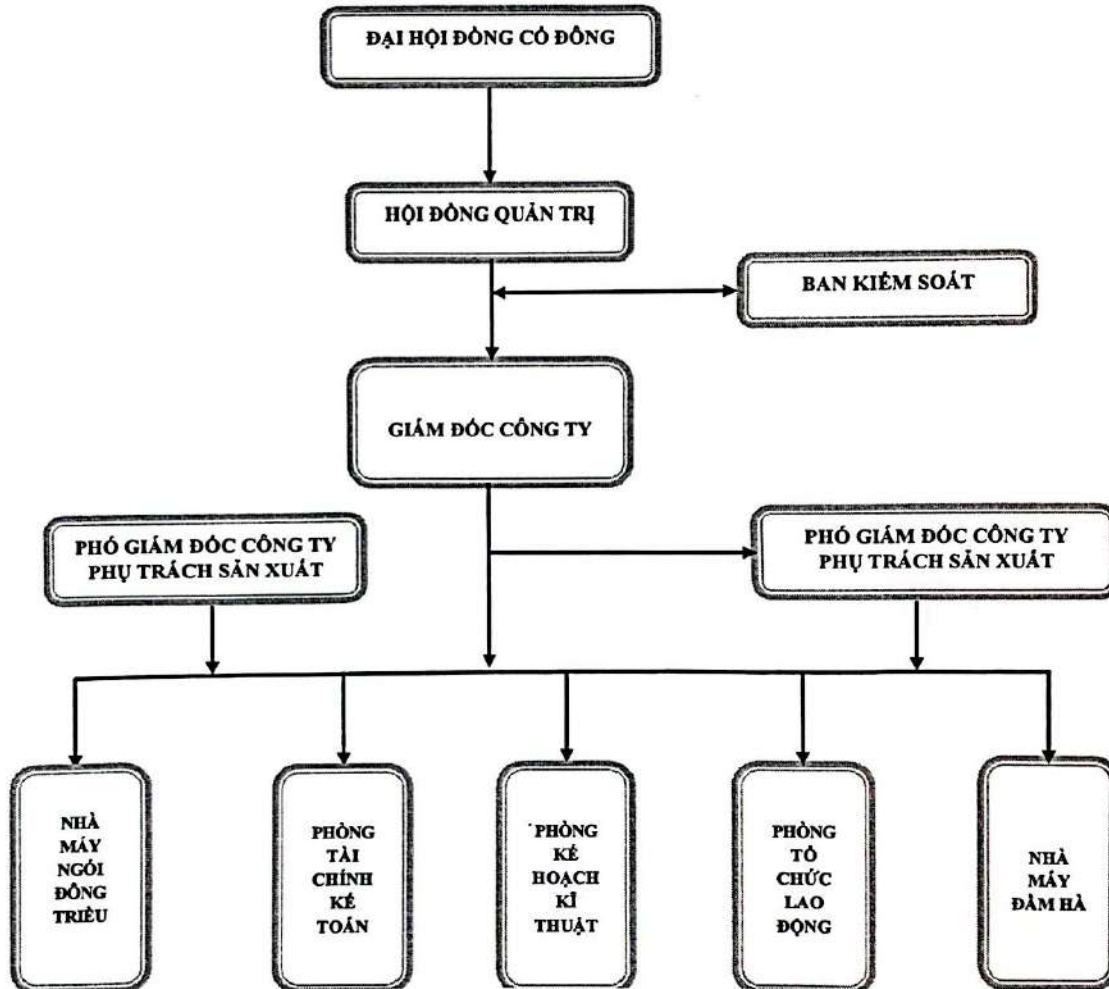 ĐẠI HỘI ĐỒNG CỔ ĐÔNG
HỘI ĐỒNG QUẢN TRỊ
BAN KIỂM SOÁT
GIÁM ĐỐC CÔNG TY
PHÓ GIÁM ĐỐC CÔNG TY
PHỤ TRÁCH SẢN XUẤT
PHÓ GIÁM ĐỐC CÔNG TY
PHỤ TRÁCH SẢN XUẤT
NHÀ
MÁY
NGÓI
ĐÔNG
TRIỀU
PHÒNG
TÀI
CHÍNH
KẾ
TOÁN
PHÒNG
KẾ
HOẠCH
KĨ
THUẬT
PHÒNG
TỔ
CHỨC
LAO
ĐỘNG
NHÀ
MÁY
ĐẦM HÀ